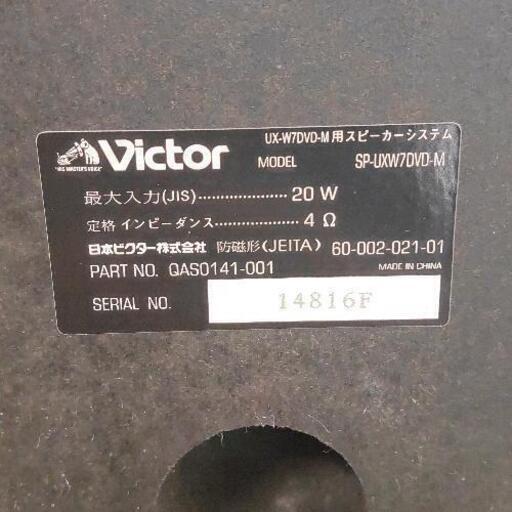 UX-W7DVD-M用スピーカーシステム
"HIS MASTER'S VOICE"
Victor MODEL SP-UXW7DVD-M
最大入力(JIS).....................20 W
定格 インピーダンス....................4 Ω
日本ビクター株式会社 防磁形(JEITA) 60-002-021-01
PART NO. QAS0141-001 MADE IN CHINA
SERIAL NO. 14816F